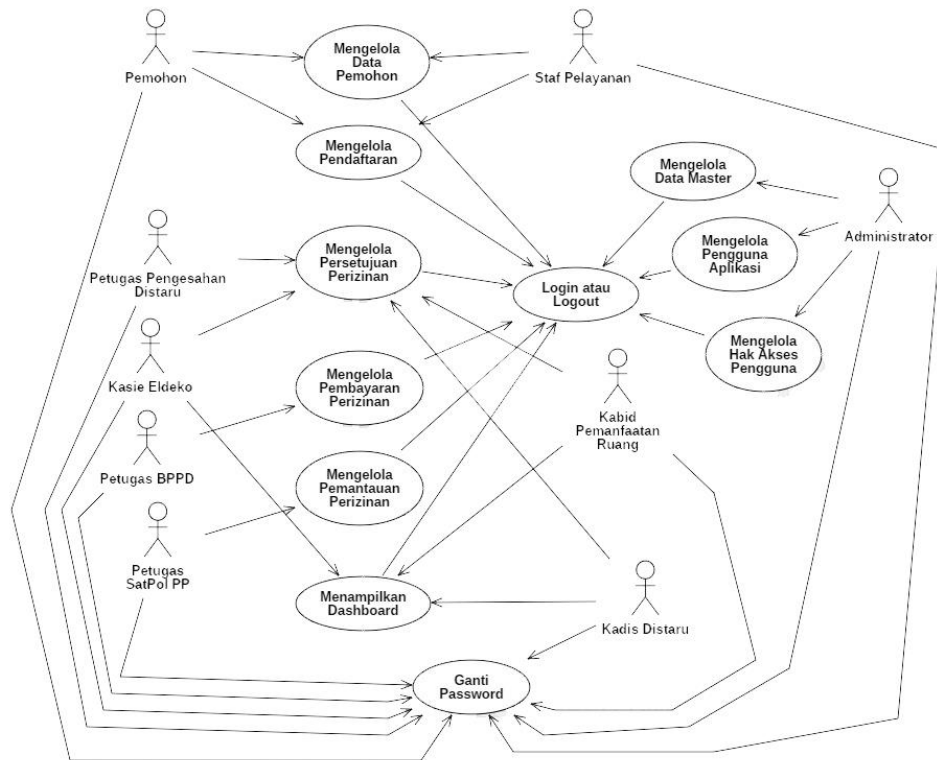 Pemohon
Mengelola
Data
Pemohon
Staf Pelayanan
Mengelola
Pendaftaran
Mengelola
Data Master
Administrator
Petugas Pengesahan
Distaru
Mengelola
Persetujuan
Perizinan
Mengelola
Pengguna
Aplikasi
Login atau
Logout
Kasie Eldeko
Mengelola
Pembayaran
Perizinan
Mengelola
Hak Akses
Pengguna
Kabid
Pemanfaatan
Ruang
Petugas BPPD
Mengelola
Pemantauan
Perizinan
Petugas
SatPol PP
Menampilkan
Dashboard
Kadis Distaru
Ganti
Password